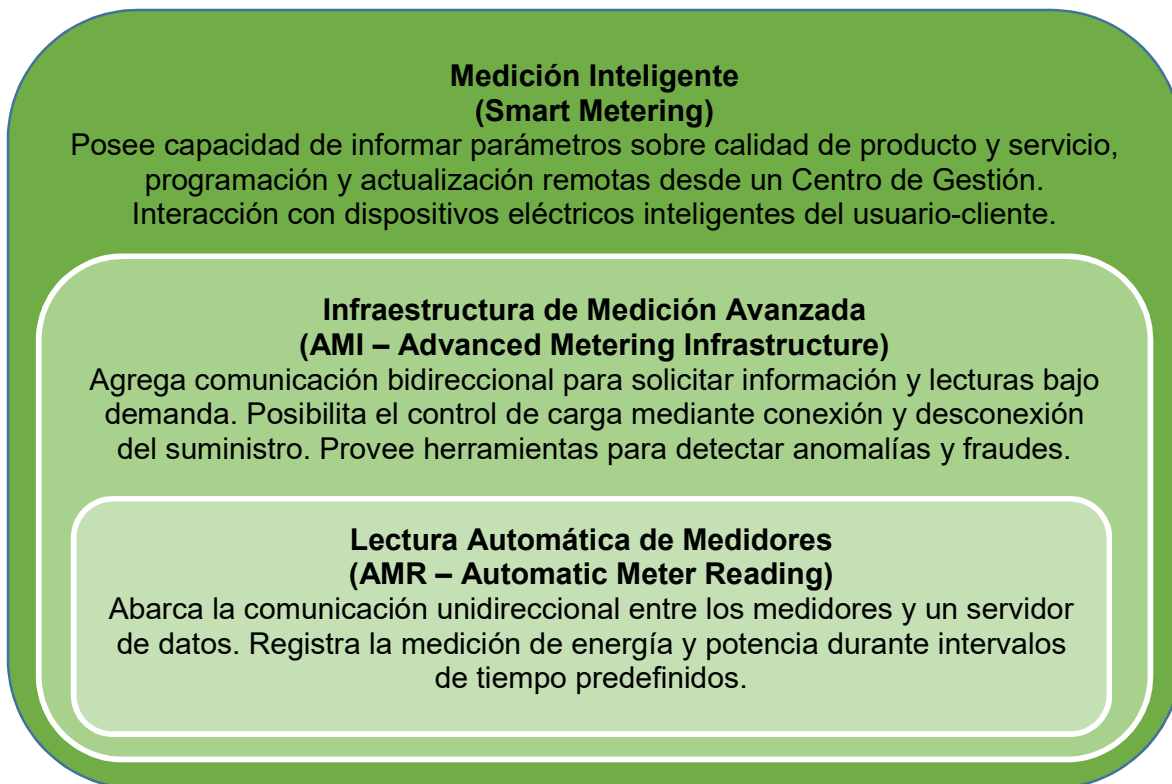 Medición Inteligente
(Smart Metering)
Posee capacidad de informar parámetros sobre calidad de producto y servicio,
programación y actualización remotas desde un Centro de Gestión.
Interacción con dispositivos eléctricos inteligentes del usuario-cliente.
Infraestructura de Medición Avanzada
(AMI – Advanced Metering Infrastructure)
Agrega comunicación bidireccional para solicitar información y lecturas bajo
demanda. Posibilita el control de carga mediante conexión y desconexión
del suministro. Provee herramientas para detectar anomalías y fraudes.
Lectura Automática de Medidores
(AMR – Automatic Meter Reading)
Abarca la comunicación unidireccional entre los medidores y un servidor
de datos. Registra la medición de energía y potencia durante intervalos
de tiempo predefinidos.